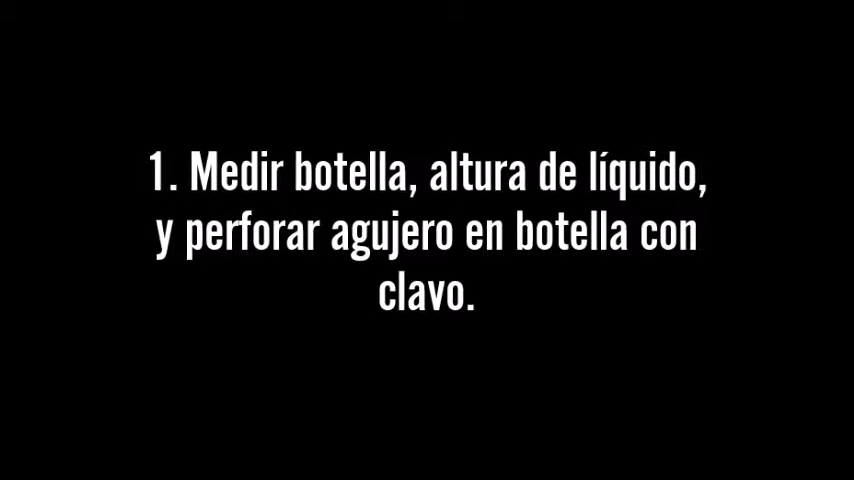 1. Medir botella, altura de líquido,
y perforar agujero en botella con
clavo.